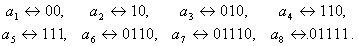 a₁ ↔ 00,   a₂ ↔ 10,   a₃ ↔ 010,   a₄ ↔ 110,
a₅ ↔ 111,   a₆ ↔ 0110,   a₇ ↔ 01110,   a₈ ↔ 01111.